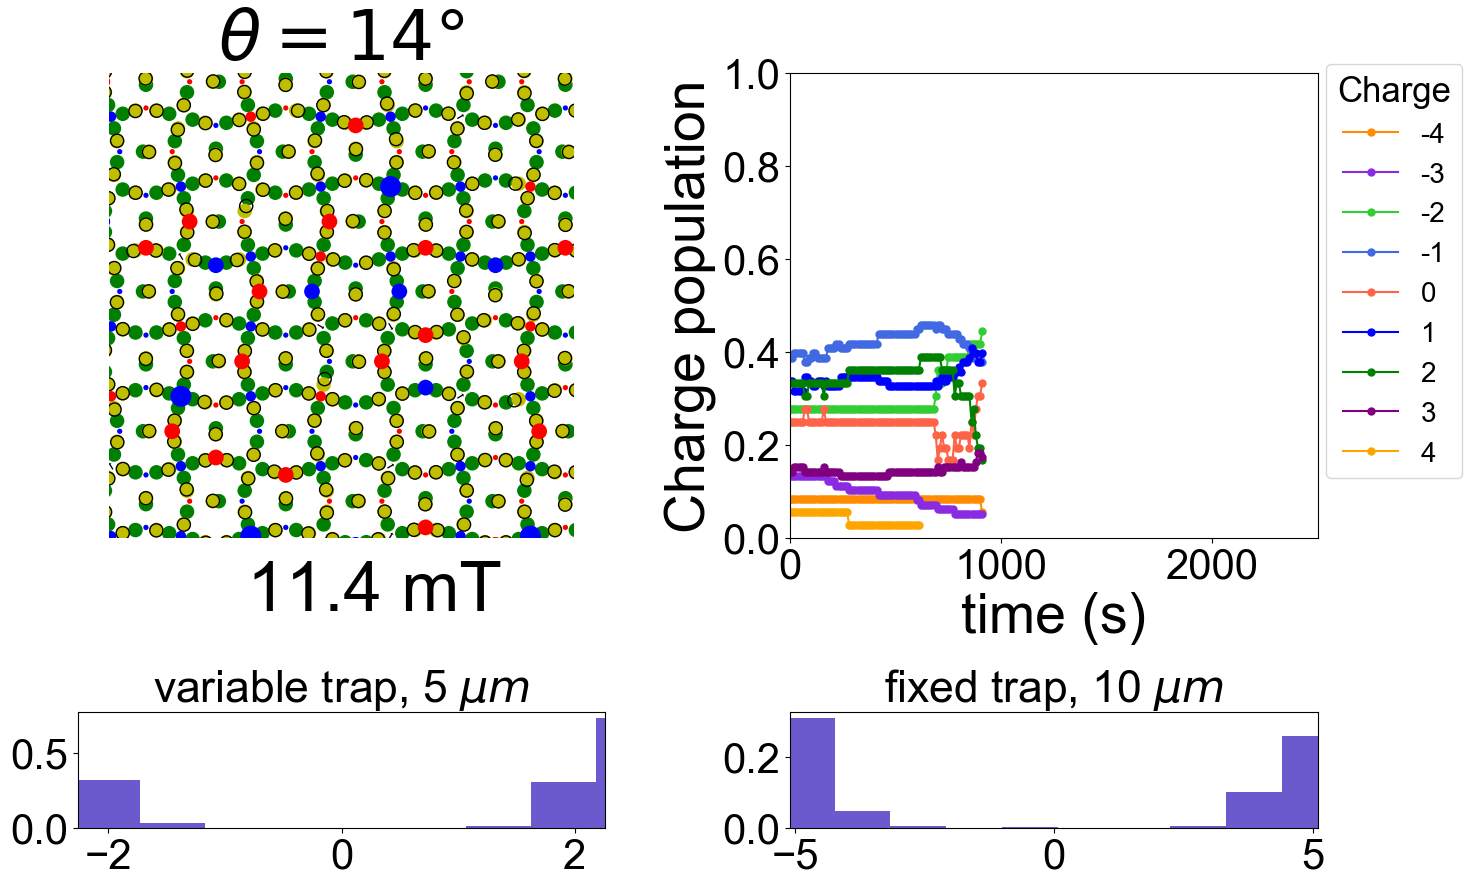 θ = 14°
11.4 mT
Charge population
1.0
0.8
0.6
0.4
0.2
0.0
0 1000 2000
time (s)
Charge
-4
-3
-2
-1
0
1
2
3
4
variable trap, 5 μm
0.5
0.0
−2 0 2
fixed trap, 10 μm
0.2
0.0
−5 0 5